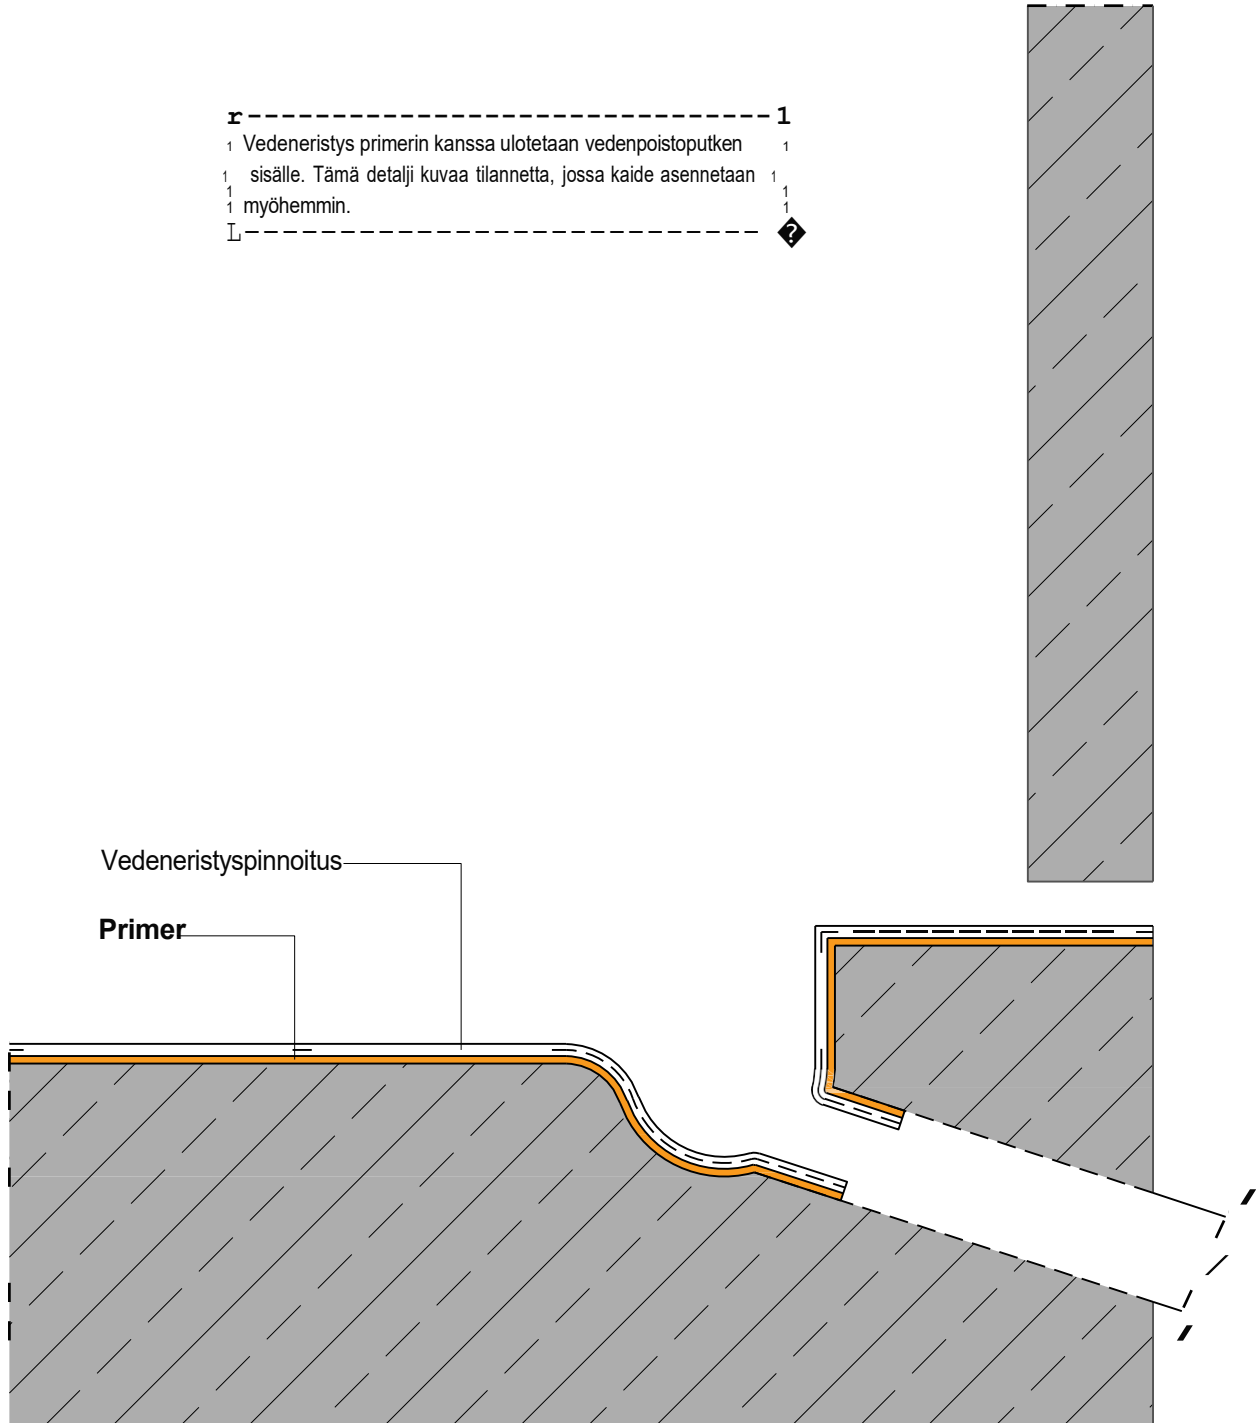 Vedeneristys primerin kanssa ulotetaan vedenpoistoputken
sisälle. Tämä detalji kuvaa tilannetta, jossa kaide asennetaan
myöhemmin.
Vedeneristyspinnoitus
Primer